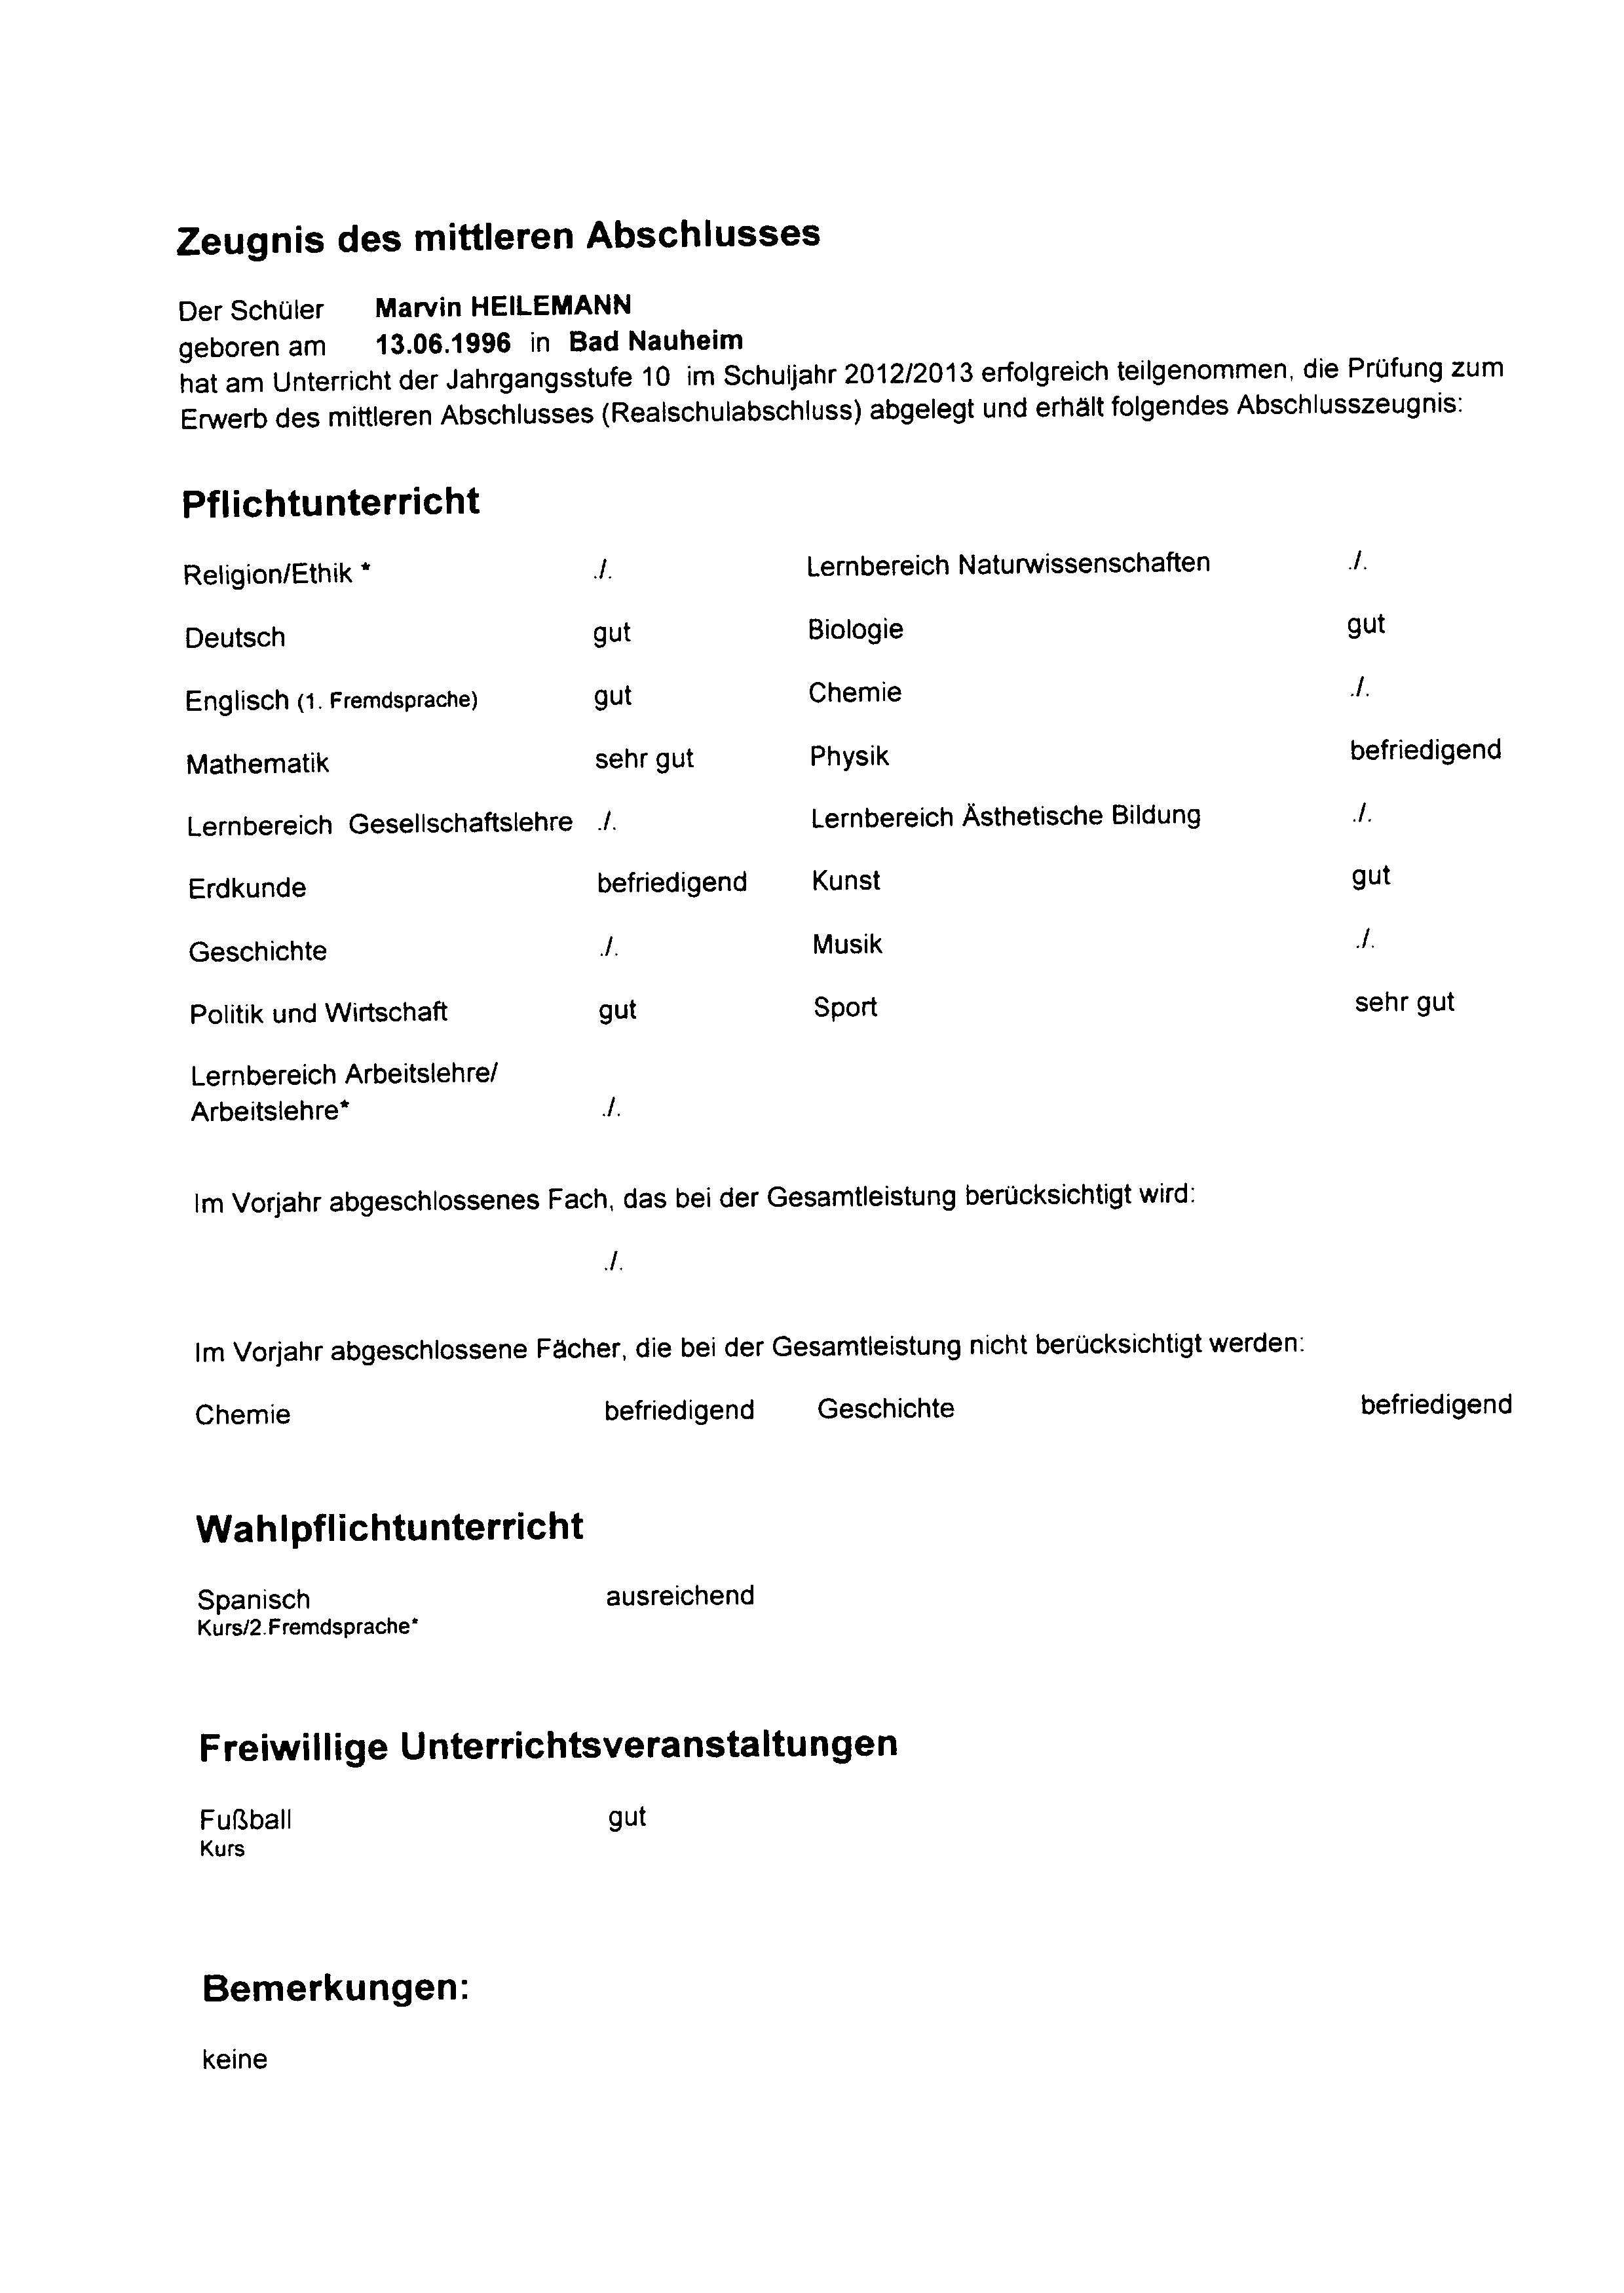 Zeugnis des mittleren Abschlusses
Der Schüler Marvin HEILEMANN
geboren am 13.06.1996 in Bad Nauheim
hat am Unterricht der Jahrgangsstufe 10 im Schuljahr 2012/2013 erfolgreich teilgenommen, die Prüfung zum
Erwerb des mittleren Abschlusses (Realschulabschluss) abgelegt und erhält folgendes Abschlusszeugnis:
Pflichtunterricht
Religion/Ethik * ./. Lernbereich Naturwissenschaften ./.
Deutsch gut Biologie gut
Englisch (1. Fremdsprache) gut Chemie ./.
Mathematik sehr gut Physik befriedigend
Lernbereich Gesellschaftslehre ./. Lernbereich Ästhetische Bildung ./.
Erdkunde befriedigend Kunst gut
Geschichte ./. Musik ./.
Politik und Wirtschaft gut Sport sehr gut
Lernbereich Arbeitslehre/
Arbeitslehre* ./.
Im Vorjahr abgeschlossenes Fach, das bei der Gesamtleistung berücksichtigt wird:
./.
Im Vorjahr abgeschlossene Fächer, die bei der Gesamtleistung nicht berücksichtigt werden:
Chemie befriedigend Geschichte befriedigend
Wahlpflichtunterricht
Spanisch ausreichend
Kurs/2.Fremdsprache*
Freiwillige Unterrichtsveranstaltungen
Fußball gut
Kurs
Bemerkungen:
keine